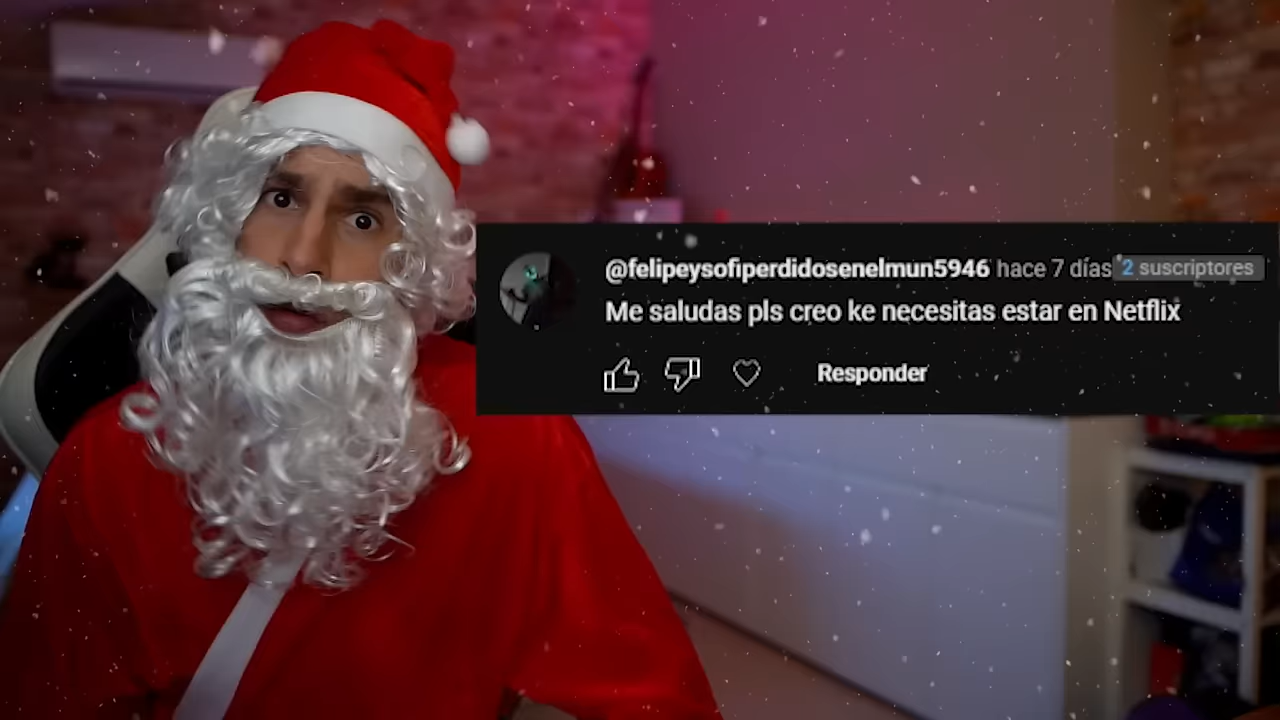 @felipeysofiperdidosenelmun5946 hace 7 días 2 suscriptores
Me saludas pls creo ke necesitas estar en Netflix
Responder